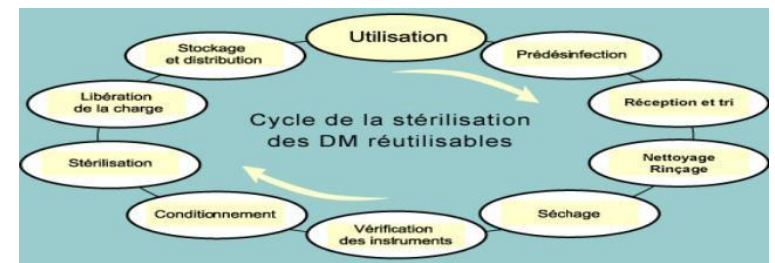 Utilisation
Prédésinfection
Réception et tri
Nettoyage
Rinçage
Séchage
Vérification
des instruments
Conditionnement
Stérilisation
Libération
de la charge
Stockage
et distribution
Cycle de la stérilisation
des DM réutilisables